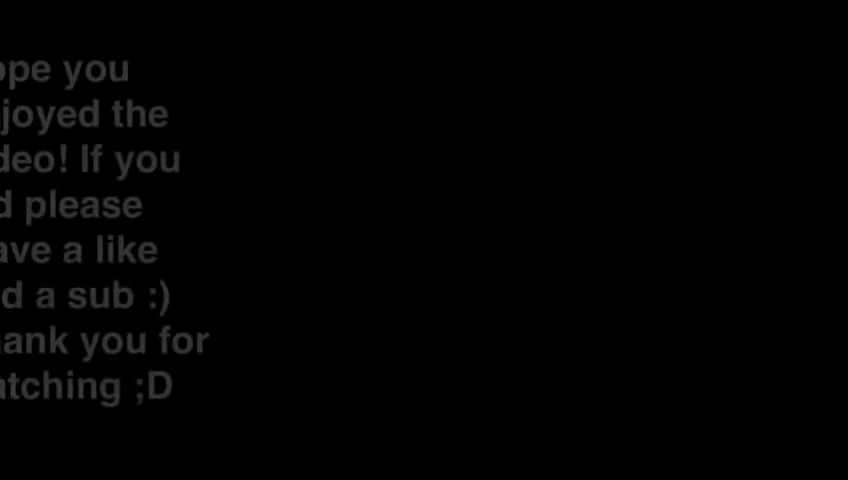 ope you
joyed the
deo! If you
d please
ave a like
d a sub :)
ank you for
atching ;D